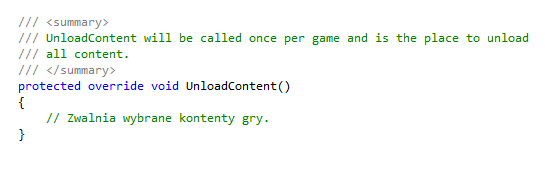 /// <summary>
/// UnloadContent will be called once per game and is the place to unload
/// all content.
/// </summary>
protected override void UnloadContent()
{
    // Zwalnia wybrane kontenty gry.
}